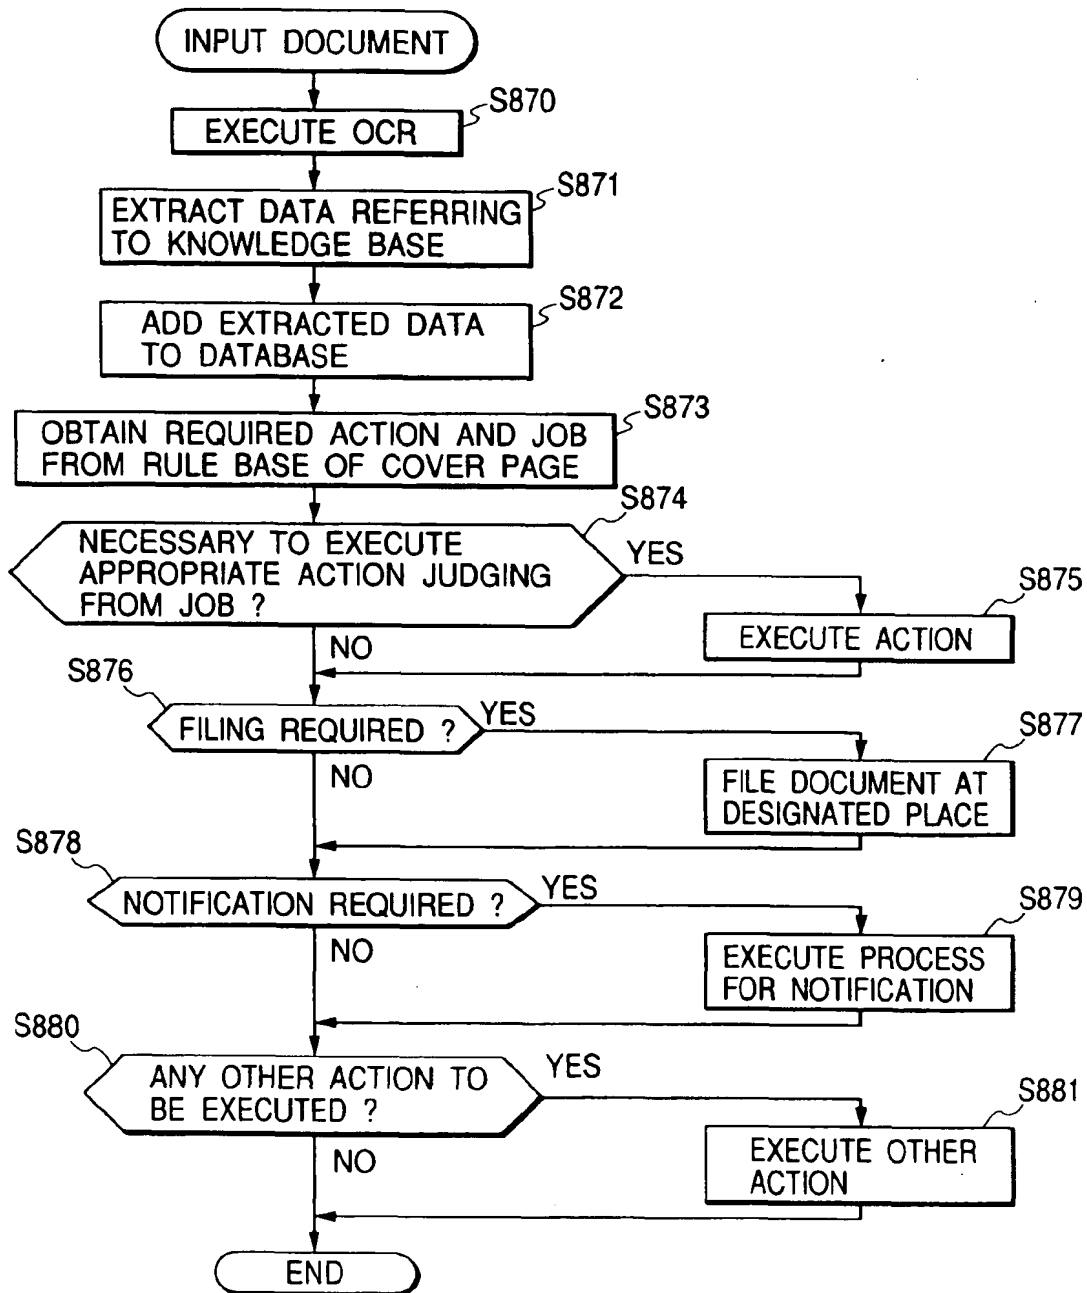 INPUT DOCUMENT
S870
EXECUTE OCR
S871
EXTRACT DATA REFERRING
TO KNOWLEDGE BASE
S872
ADD EXTRACTED DATA
TO DATABASE
S873
OBTAIN REQUIRED ACTION AND JOB
FROM RULE BASE OF COVER PAGE
S874
NECESSARY TO EXECUTE
APPROPRIATE ACTION JUDGING
FROM JOB ?
YES
S875
EXECUTE ACTION
NO
S876
FILING REQUIRED ?
YES
S877
FILE DOCUMENT AT
DESIGNATED PLACE
NO
S878
NOTIFICATION REQUIRED ?
YES
S879
EXECUTE PROCESS
FOR NOTIFICATION
NO
S880
ANY OTHER ACTION TO
BE EXECUTED ?
YES
S881
EXECUTE OTHER
ACTION
NO
END